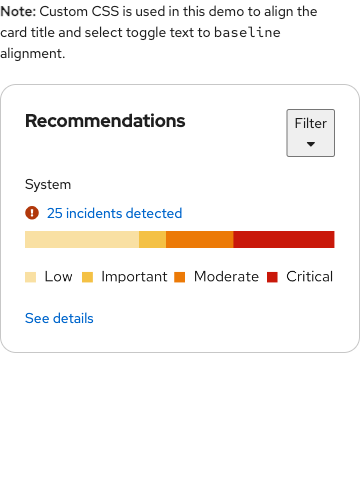 Note: Custom CSS is used in this demo to align the
card title and select toggle text to baseline
alignment.
Recommendations
Filter
System
25 incidents detected
Low Important Moderate Critical
See details